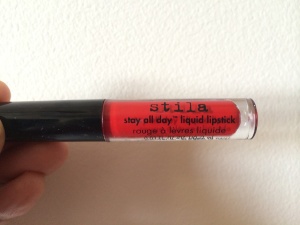 stila
stay all day® liquid lipstick
rouge à lèvres liquide